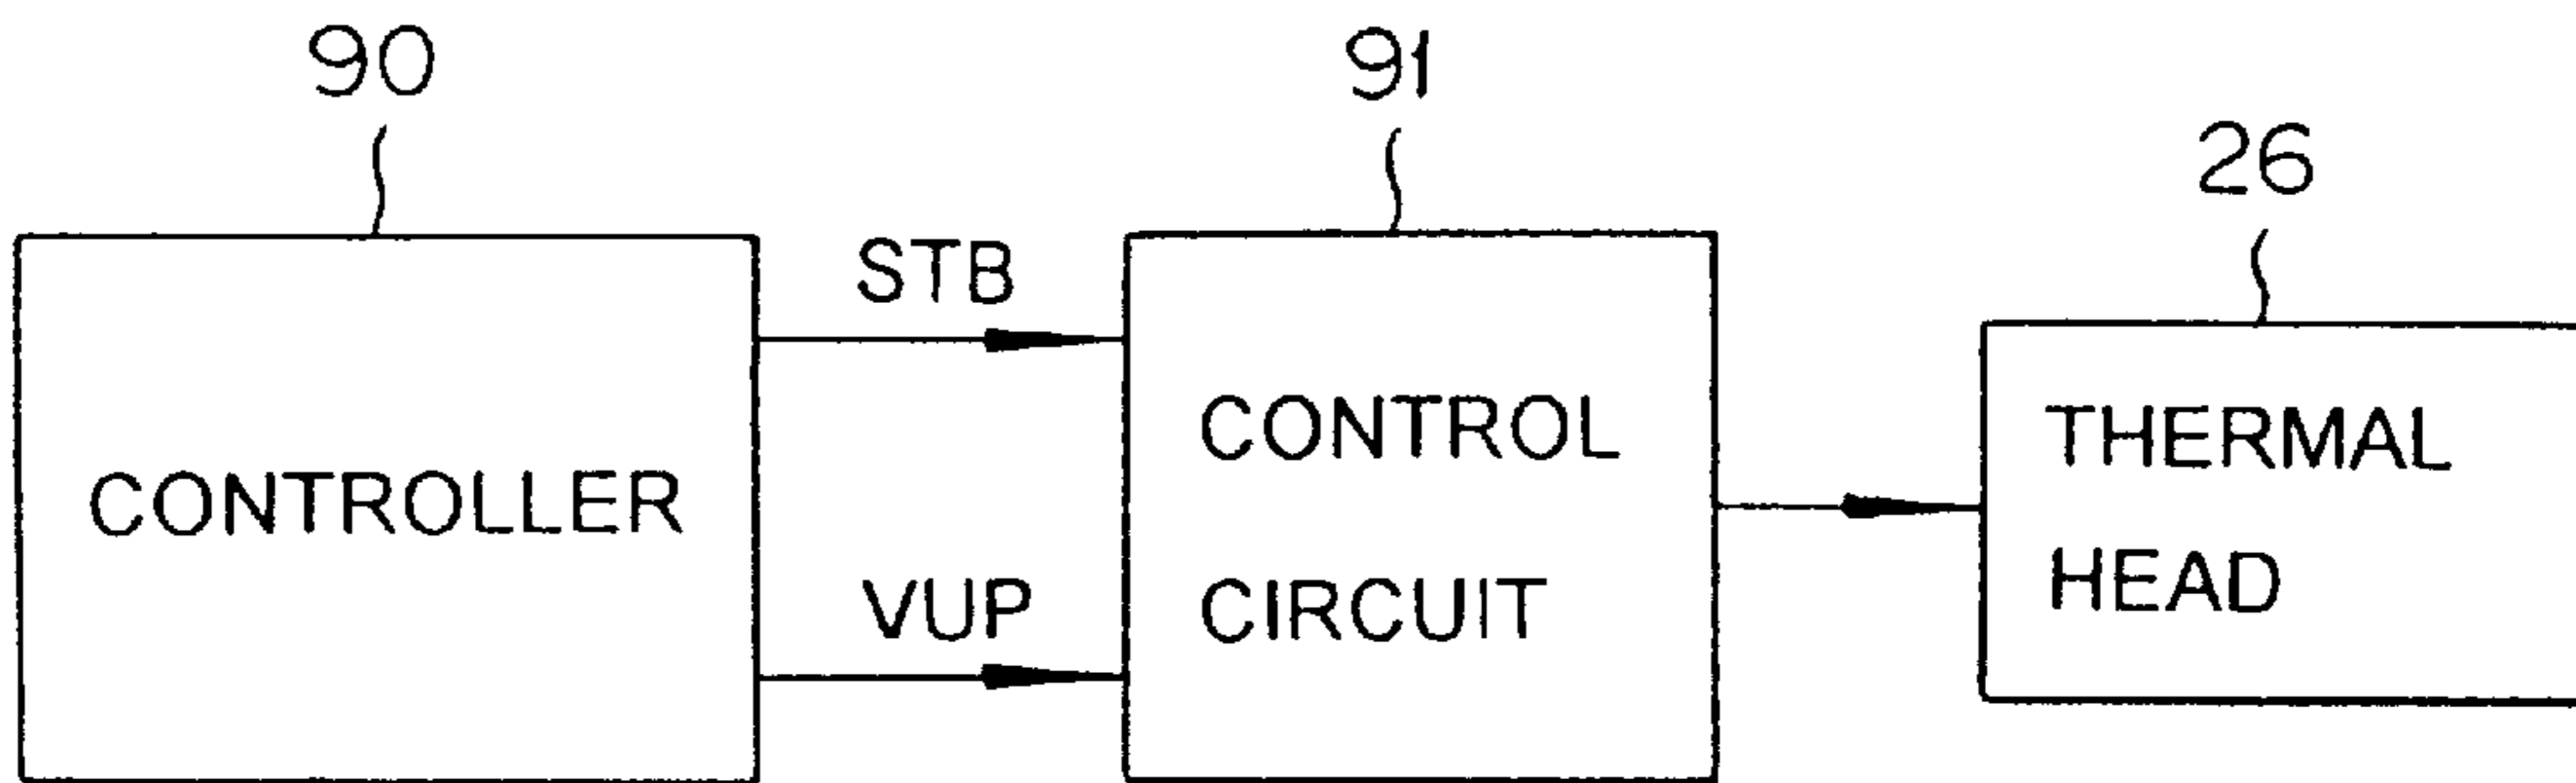 90
91
26
STB
CONTROLLER
VUP
CONTROL
CIRCUIT
THERMAL
HEAD